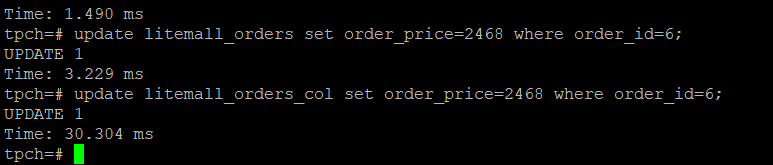 Time: 1.490 ms
tpch=# update litemall_orders set order_price=2468 where order_id=6;
UPDATE 1
Time: 3.229 ms
tpch=# update litemall_orders_col set order_price=2468 where order_id=6;
UPDATE 1
Time: 30.304 ms
tpch=#